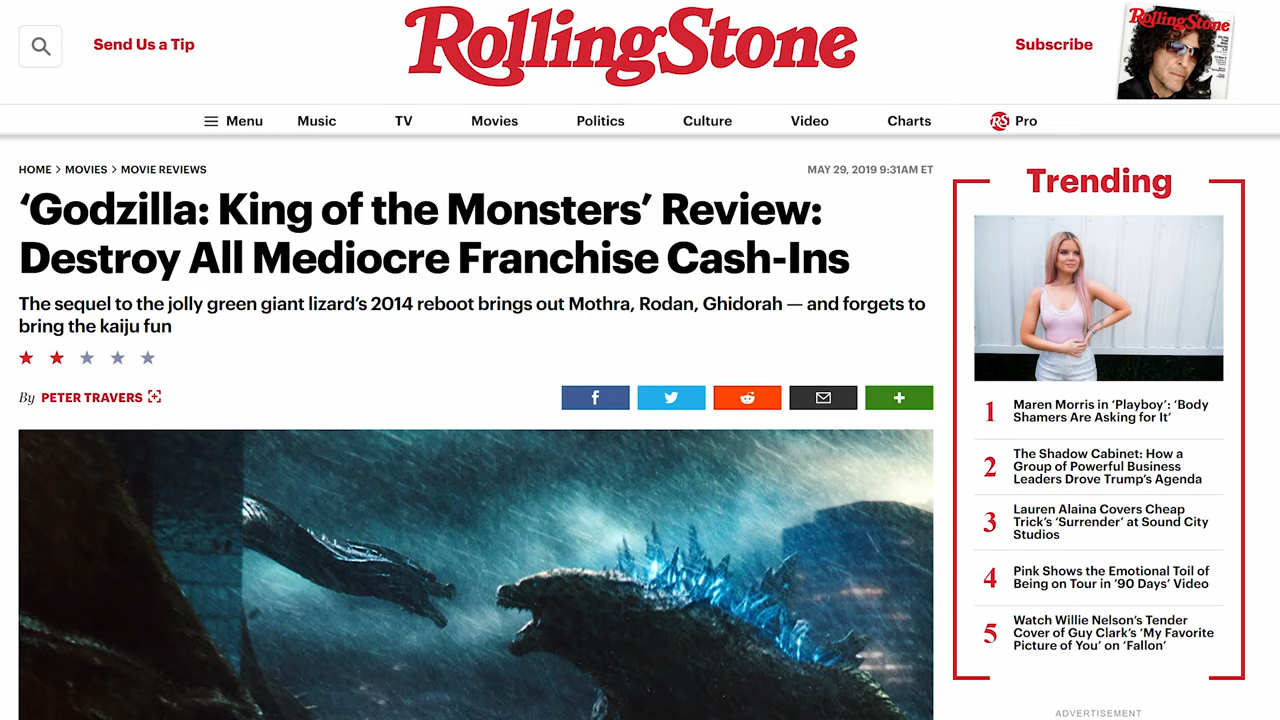 Send Us a Tip
RollingStone
Subscribe
RollingStone
Menu
Music
TV
Movies
Politics
Culture
Video
Charts
RS Pro
HOME > MOVIES > MOVIE REVIEWS
MAY 29, 2019 9:31AM ET
‘Godzilla: King of the Monsters’ Review:
Destroy All Mediocre Franchise Cash-Ins
The sequel to the jolly green giant lizard’s 2014 reboot brings out Mothra, Rodan, Ghidorah — and forgets to
bring the kaiju fun
By PETER TRAVERS
Trending
1 Maren Morris in ‘Playboy’: ‘Body
Shamers Are Asking for It’
2 The Shadow Cabinet: How a
Group of Powerful Business
Leaders Drove Trump’s Agenda
3 Lauren Alaina Covers Cheap
Trick’s ‘Surrender’ at Sound City
Studios
4 Pink Shows the Emotional Toil of
Being on Tour in ’90 Days’ Video
5 Watch Willie Nelson’s Tender
Cover of Guy Clark’s ‘My Favorite
Picture of You’ on ‘Fallon’
ADVERTISEMENT